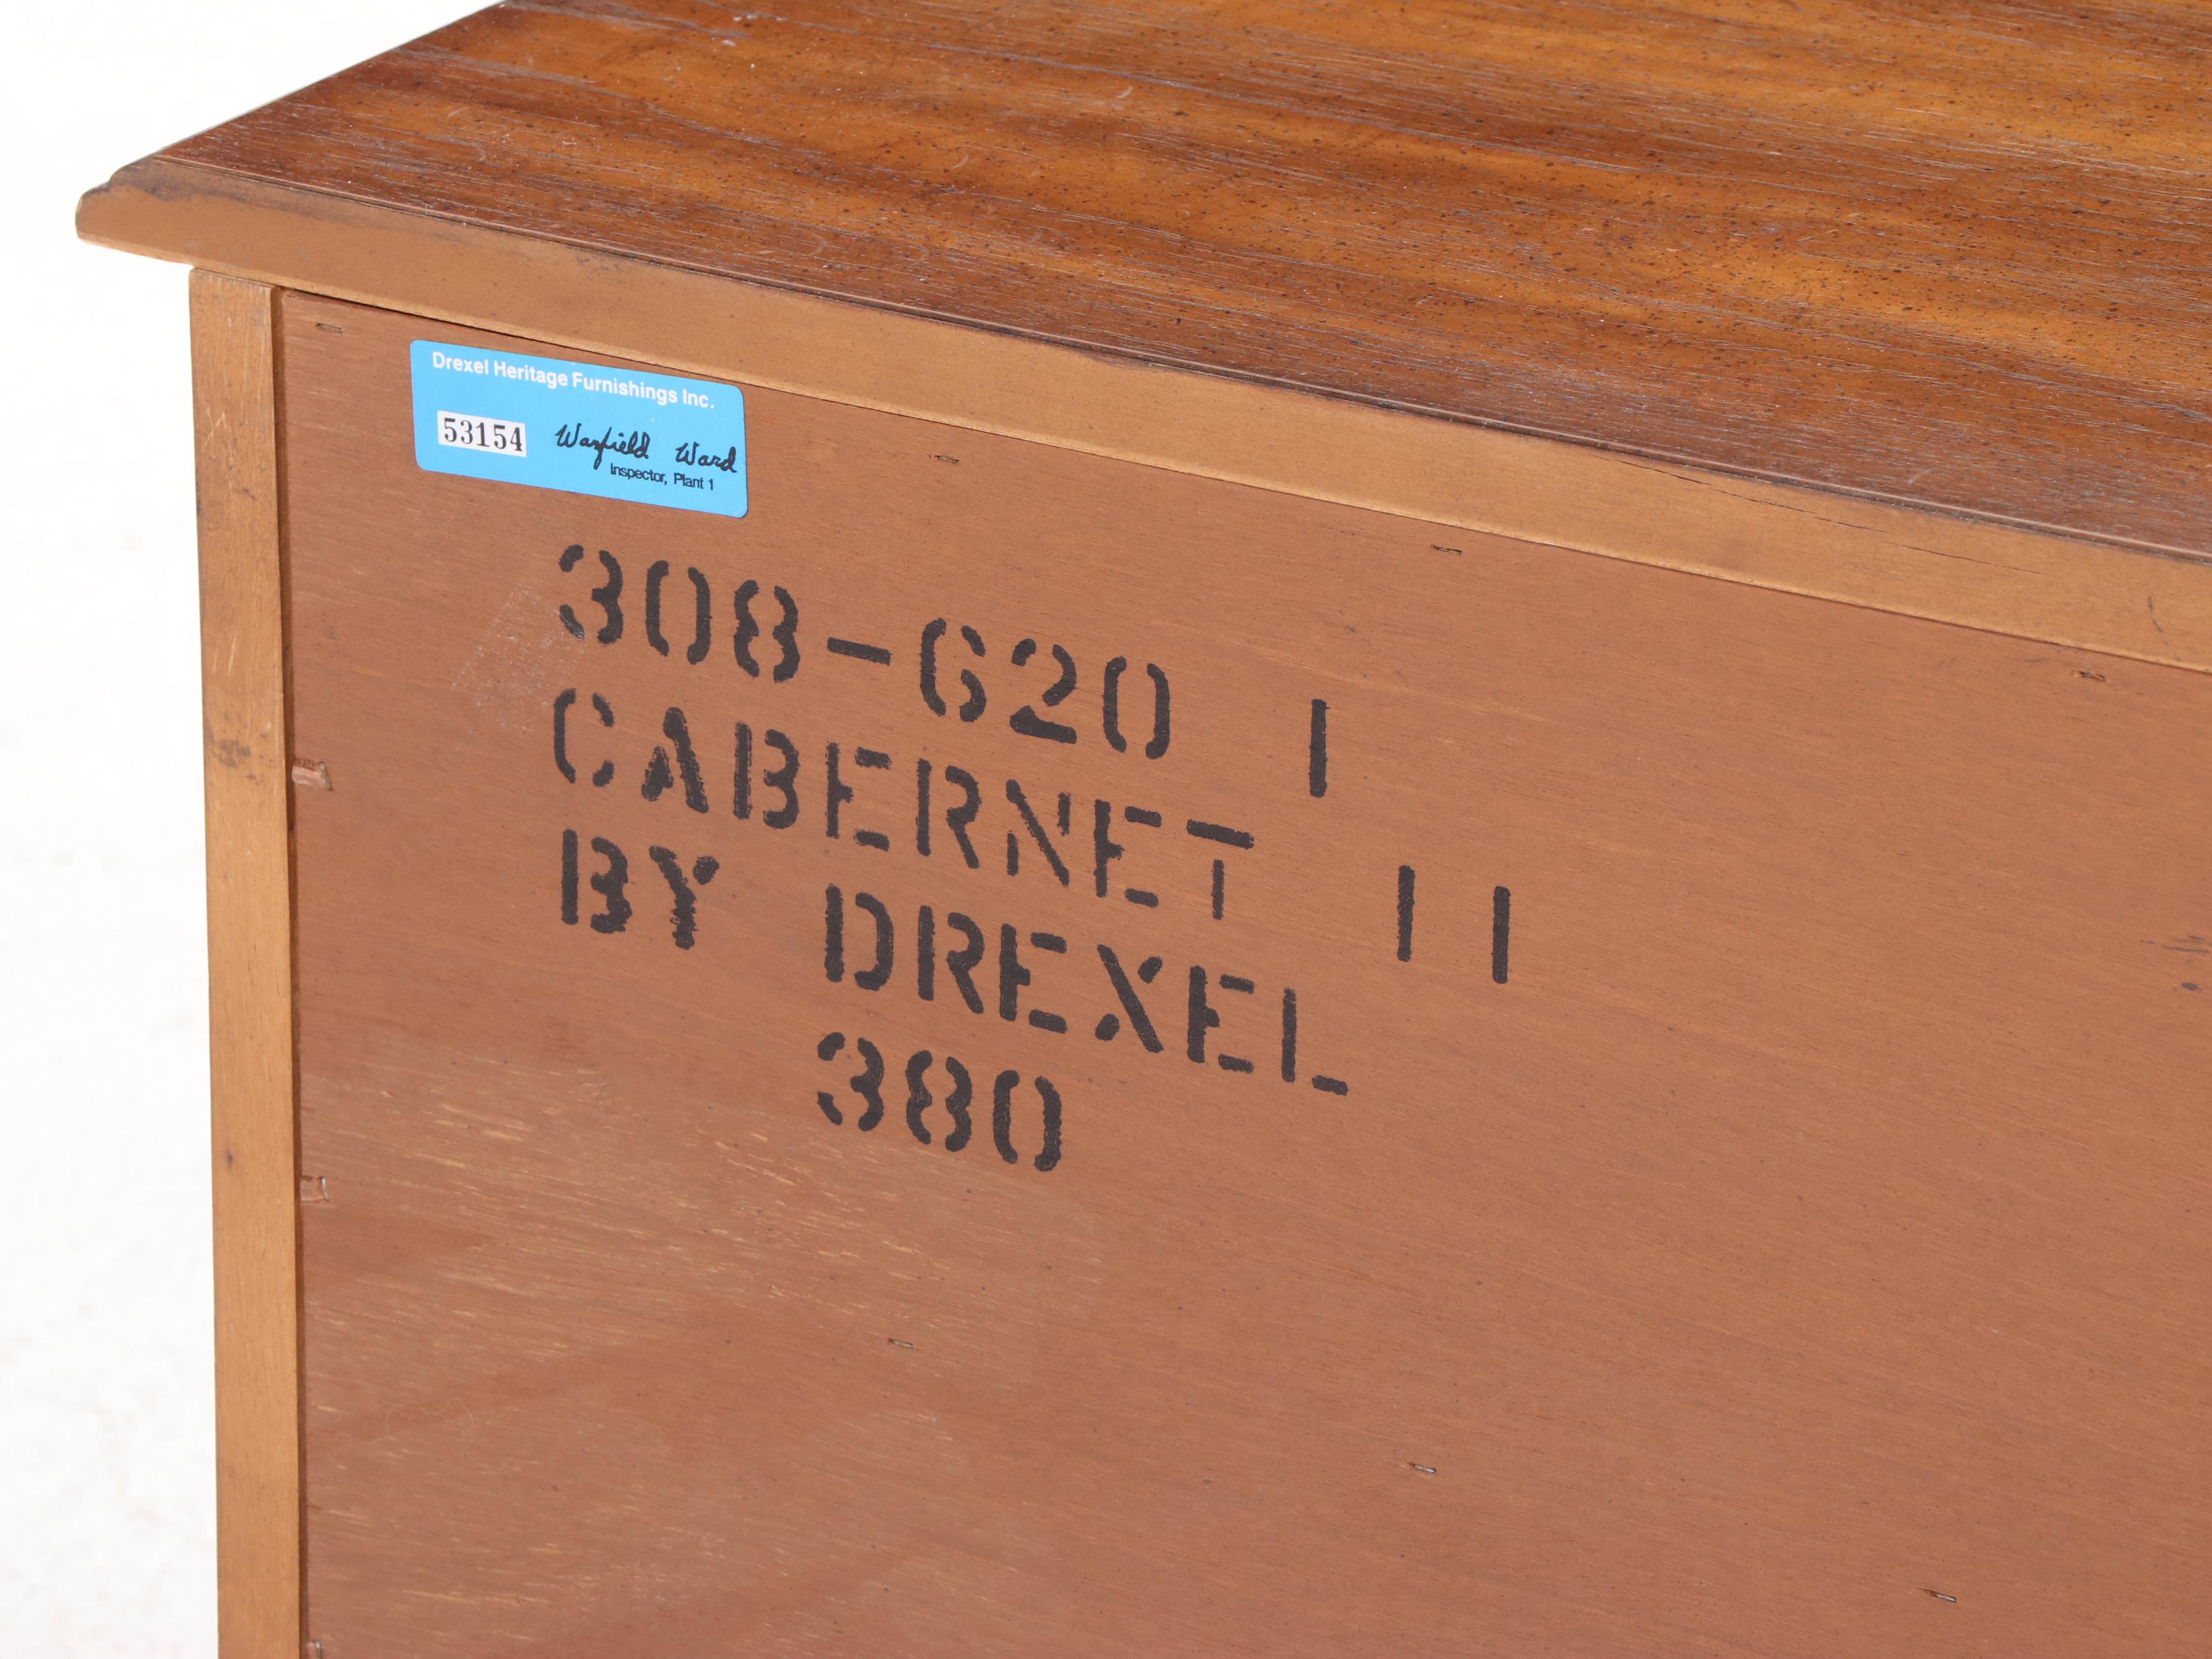 Drexel Heritage Furnishings Inc.
53154 Warfield Ward
Inspector, Plant 1
308-620 I
CABERNET II
BY DREXEL
380